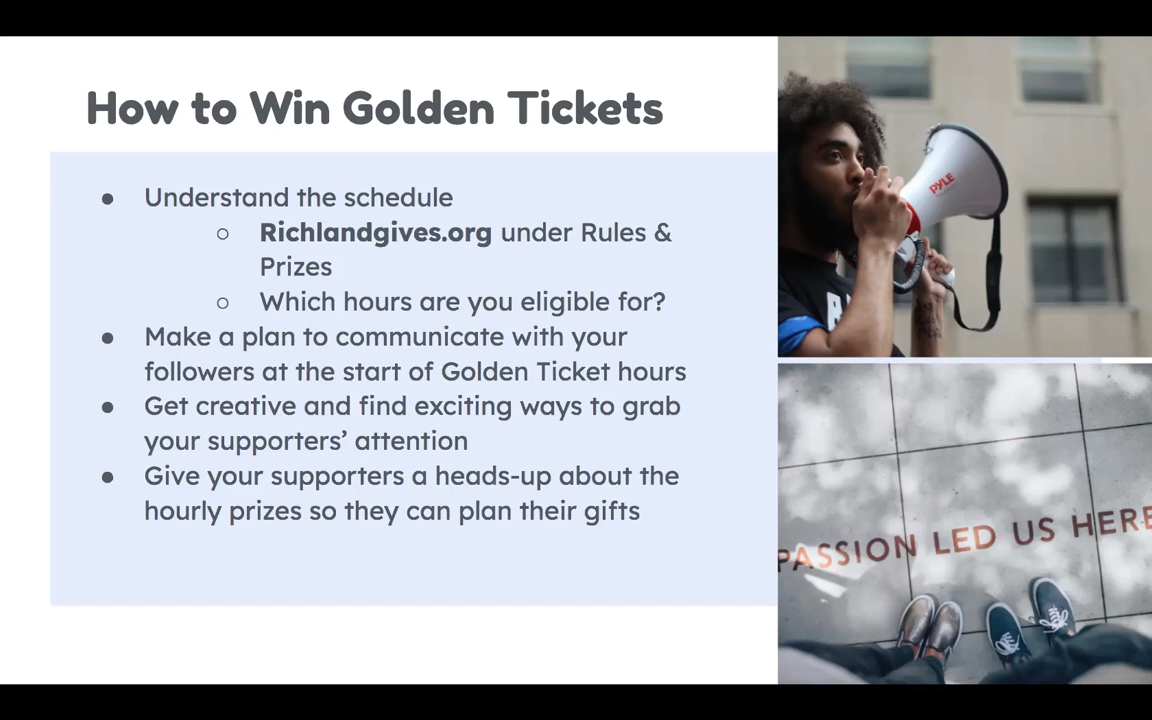 How to Win Golden Tickets
● Understand the schedule
○ Richlandgives.org under Rules &
Prizes
○ Which hours are you eligible for?
● Make a plan to communicate with your
followers at the start of Golden Ticket hours
● Get creative and find exciting ways to grab
your supporters’ attention
● Give your supporters a heads-up about the
hourly prizes so they can plan their gifts
PYLE
PASSION LED US HERE